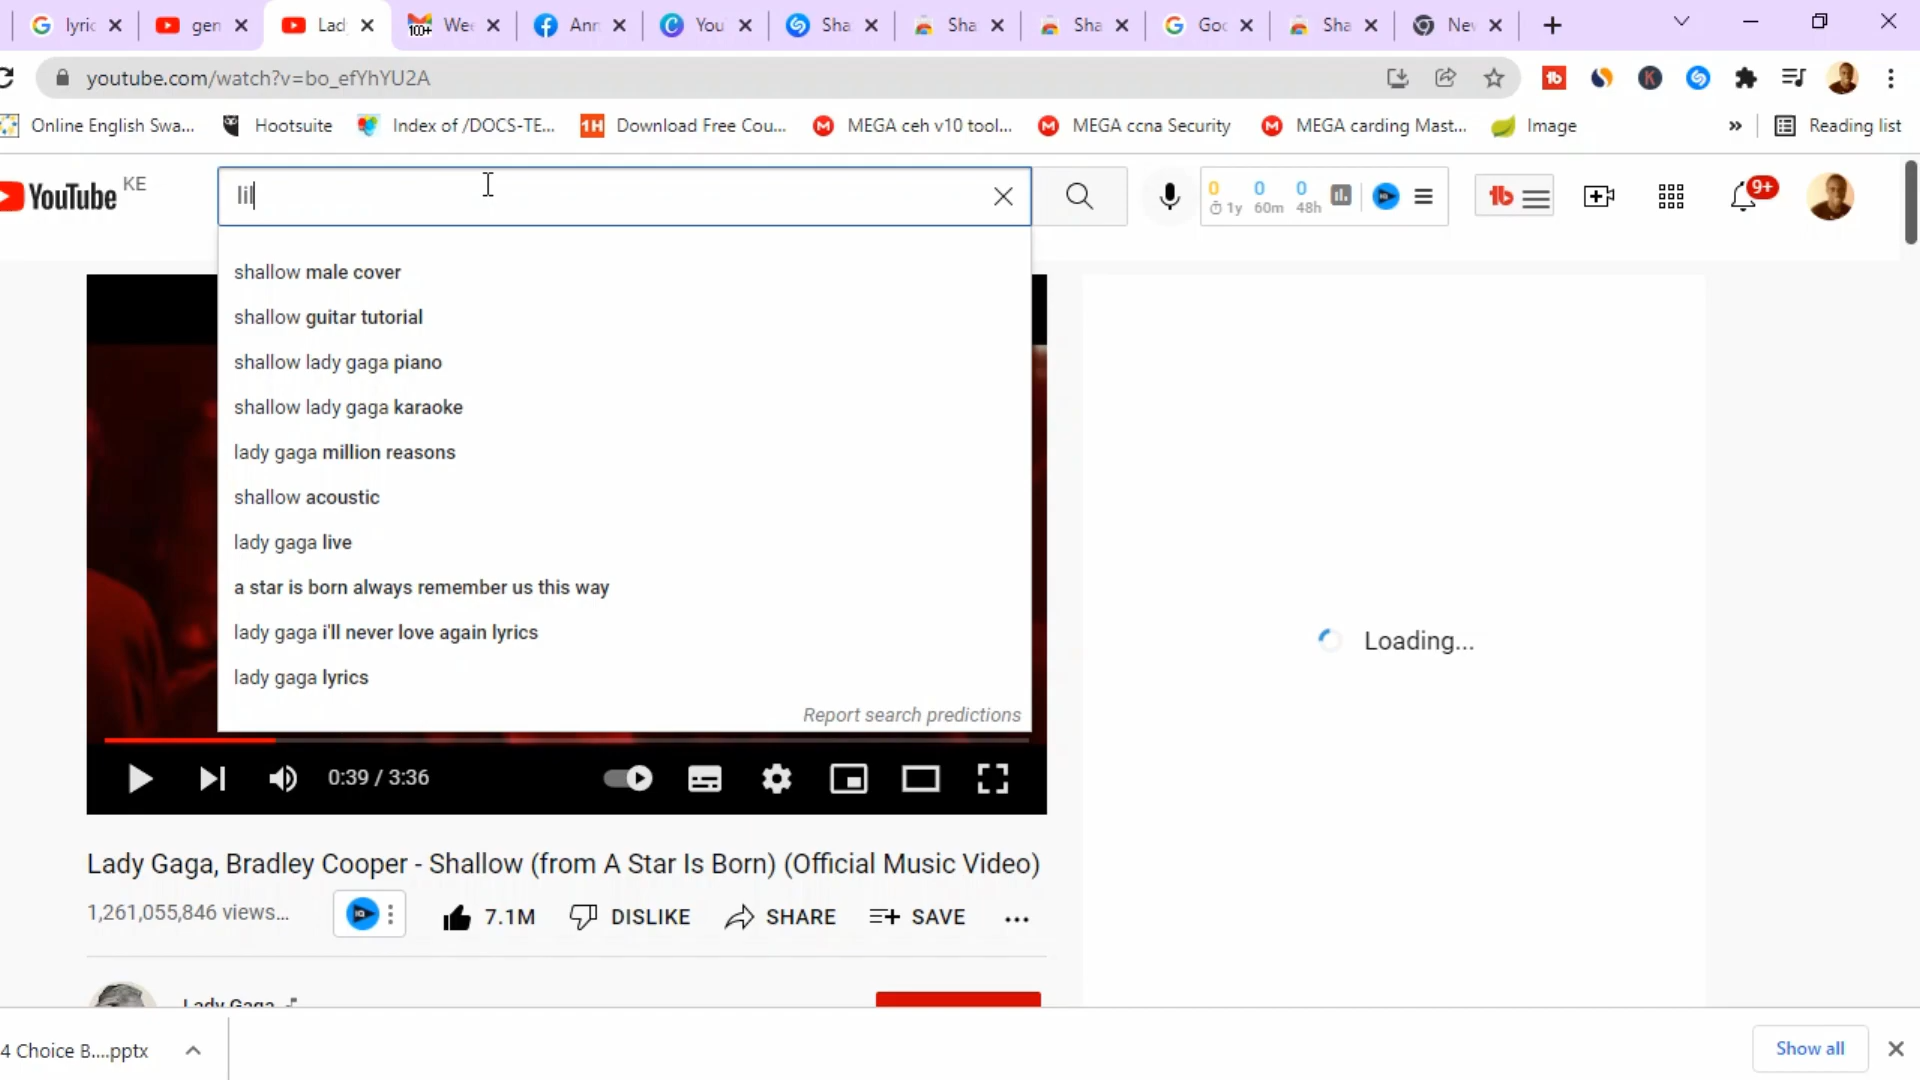 lyric
gen
Lad
100+
Wee
Ann
You
Sha
Sha
Sha
Goo
Sha
Nev
youtube.com/watch?v=bo_efYhYU2A
Online English Swa...
Hootsuite
Index of /DOCS-TE...
1H Download Free Cou...
MEGA ceh v10 tool...
MEGA ccna Security
MEGA carding Mast...
Image
»
Reading list
YouTube KE
lil
0 0 0
1y 60m 48h
9+
shallow male cover
shallow guitar tutorial
shallow lady gaga piano
shallow lady gaga karaoke
lady gaga million reasons
shallow acoustic
lady gaga live
a star is born always remember us this way
lady gaga i'll never love again lyrics
lady gaga lyrics
Report search predictions
Loading...
0:39 / 3:36
Lady Gaga, Bradley Cooper - Shallow (from A Star Is Born) (Official Music Video)
1,261,055,846 views...
7.1M
DISLIKE
SHARE
SAVE
Lady Gaga
4 Choice B....pptx
Show all